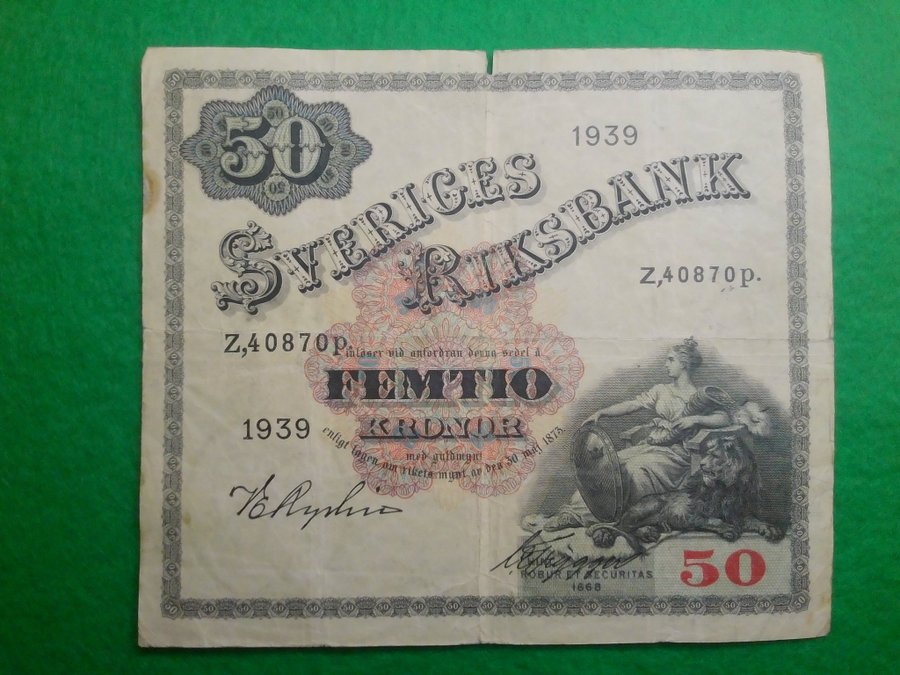 50
1939
SVERIGES
RIKSBANK
Z,40870p.
Z,40870p.
inlöser vid anfordran denna sedel å
FEMTIO
KRONOR
1939
enligt lagen om rikets mynt av den 30 maj 1873.
med guldmynt
ROBUR ET SECURITAS
1668
50